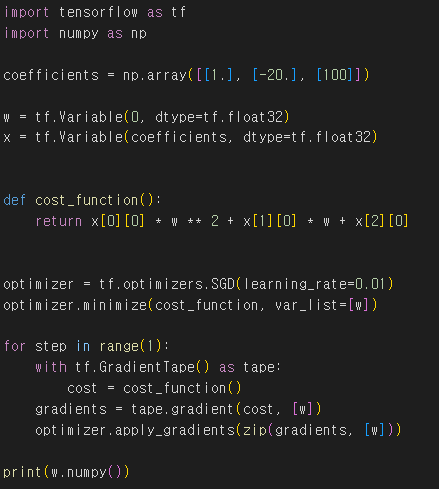 import tensorflow as tf
import numpy as np
coefficients = np.array([[1.], [-20.], [100]])
w = tf.Variable(0, dtype=tf.float32)
x = tf.Variable(coefficients, dtype=tf.float32)
def cost_function():
    return x[0][0] * w ** 2 + x[1][0] * w + x[2][0]
optimizer = tf.optimizers.SGD(learning_rate=0.01)
optimizer.minimize(cost_function, var_list=[w])
for step in range(1):
    with tf.GradientTape() as tape:
        cost = cost_function()
    gradients = tape.gradient(cost, [w])
    optimizer.apply_gradients(zip(gradients, [w]))
print(w.numpy())